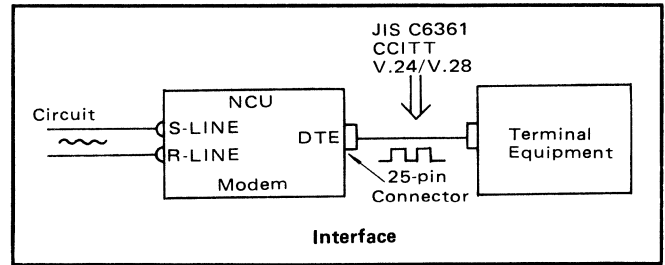 JIS C6361
CCITT
V.24/V.28
Circuit
NCU
S-LINE
R-LINE
DTE
Modem
25-pin
Connector
Terminal
Equipment
Interface